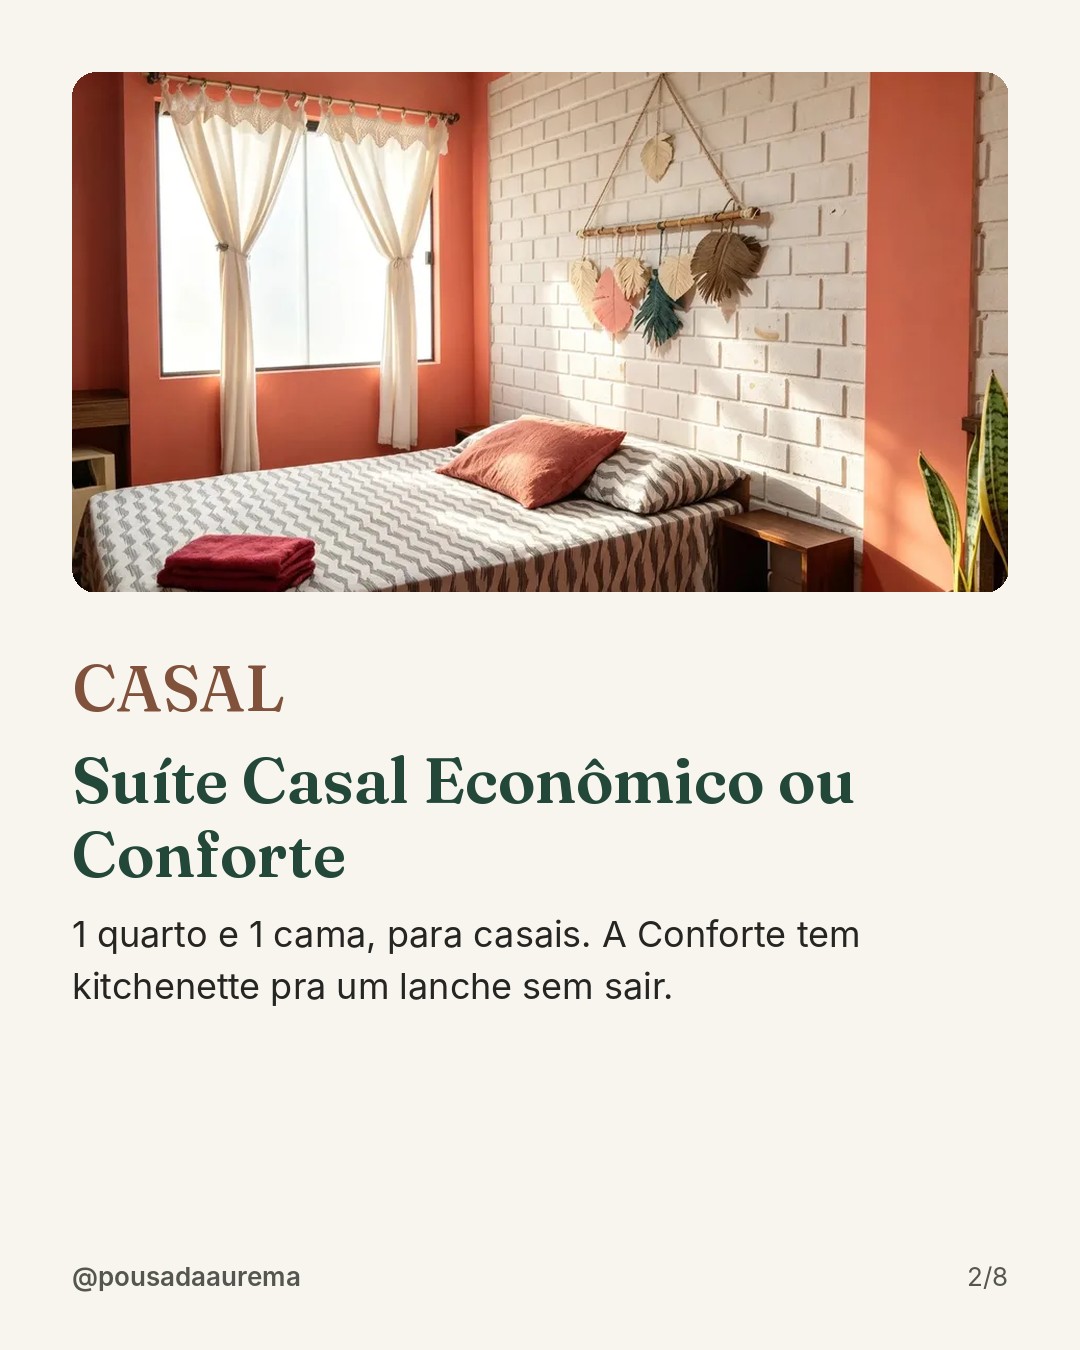 CASAL
Suíte Casal Econômico ou
Conforte
1 quarto e 1 cama, para casais. A Conforte tem
kitchenette pra um lanche sem sair.
@pousadaaurema
2/8